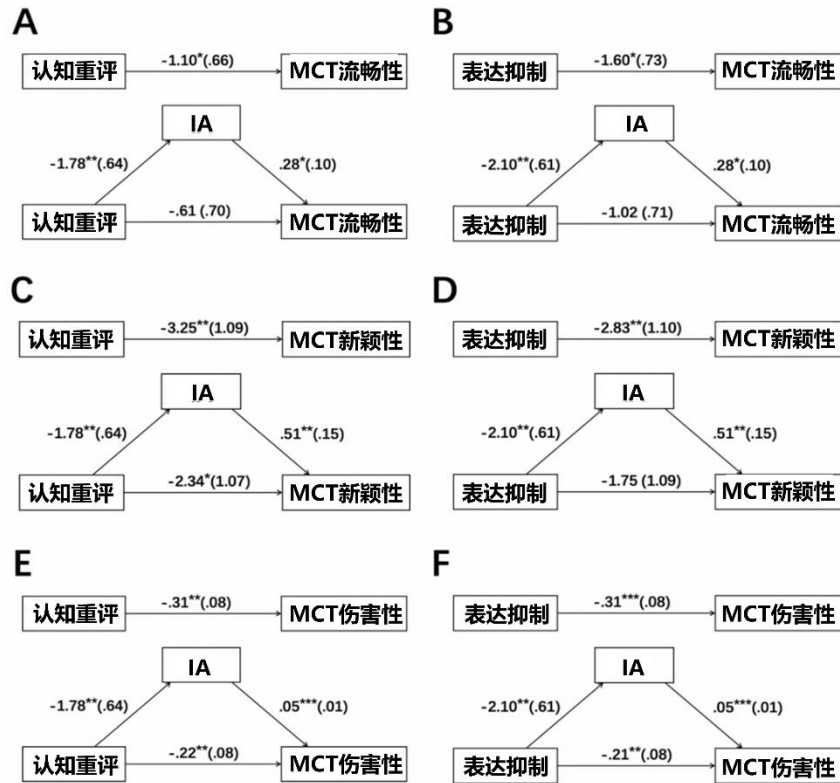 A
-1.10*(.66)
认知重评
MCT流畅性
IA
-1.78**(.64)
.28*(.10)
-.61 (.70)
认知重评
MCT流畅性
B
-1.60*(.73)
表达抑制
MCT流畅性
IA
-2.10**(.61)
.28*(.10)
-1.02 (.71)
表达抑制
MCT流畅性
C
-3.25**(1.09)
认知重评
MCT新颖性
IA
-1.78**(.64)
.51**(.15)
-2.34*(1.07)
认知重评
MCT新颖性
D
-2.83**(1.10)
表达抑制
MCT新颖性
IA
-2.10**(.61)
.51**(.15)
-1.75 (1.09)
表达抑制
MCT新颖性
E
-.31**(.08)
认知重评
MCT伤害性
IA
-1.78**(.64)
.05***(.01)
-.22**(.08)
认知重评
MCT伤害性
F
-.31***(.08)
表达抑制
MCT伤害性
IA
-2.10**(.61)
.05***(.01)
-.21**(.08)
表达抑制
MCT伤害性